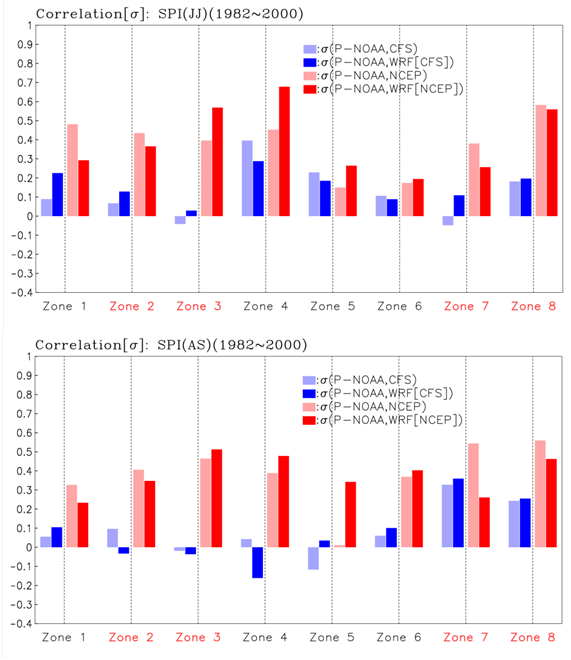 Correlation[σ]: SPI(JJ)(1982~2000)
1
0.9
0.8
0.7
0.6
0.5
0.4
0.3
0.2
0.1
0
-0.1
-0.2
-0.3
-0.4
:σ(P-NOAA,CFS)
:σ(P-NOAA,WRF[CFS])
:σ(P-NOAA,NCEP)
:σ(P-NOAA,WRF[NCEP])
Zone 1 Zone 2 Zone 3 Zone 4 Zone 5 Zone 6 Zone 7 Zone 8
Correlation[σ]: SPI(AS)(1982~2000)
1
0.9
0.8
0.7
0.6
0.5
0.4
0.3
0.2
0.1
0
-0.1
-0.2
-0.3
-0.4
:σ(P-NOAA,CFS)
:σ(P-NOAA,WRF[CFS])
:σ(P-NOAA,NCEP)
:σ(P-NOAA,WRF[NCEP])
Zone 1 Zone 2 Zone 3 Zone 4 Zone 5 Zone 6 Zone 7 Zone 8